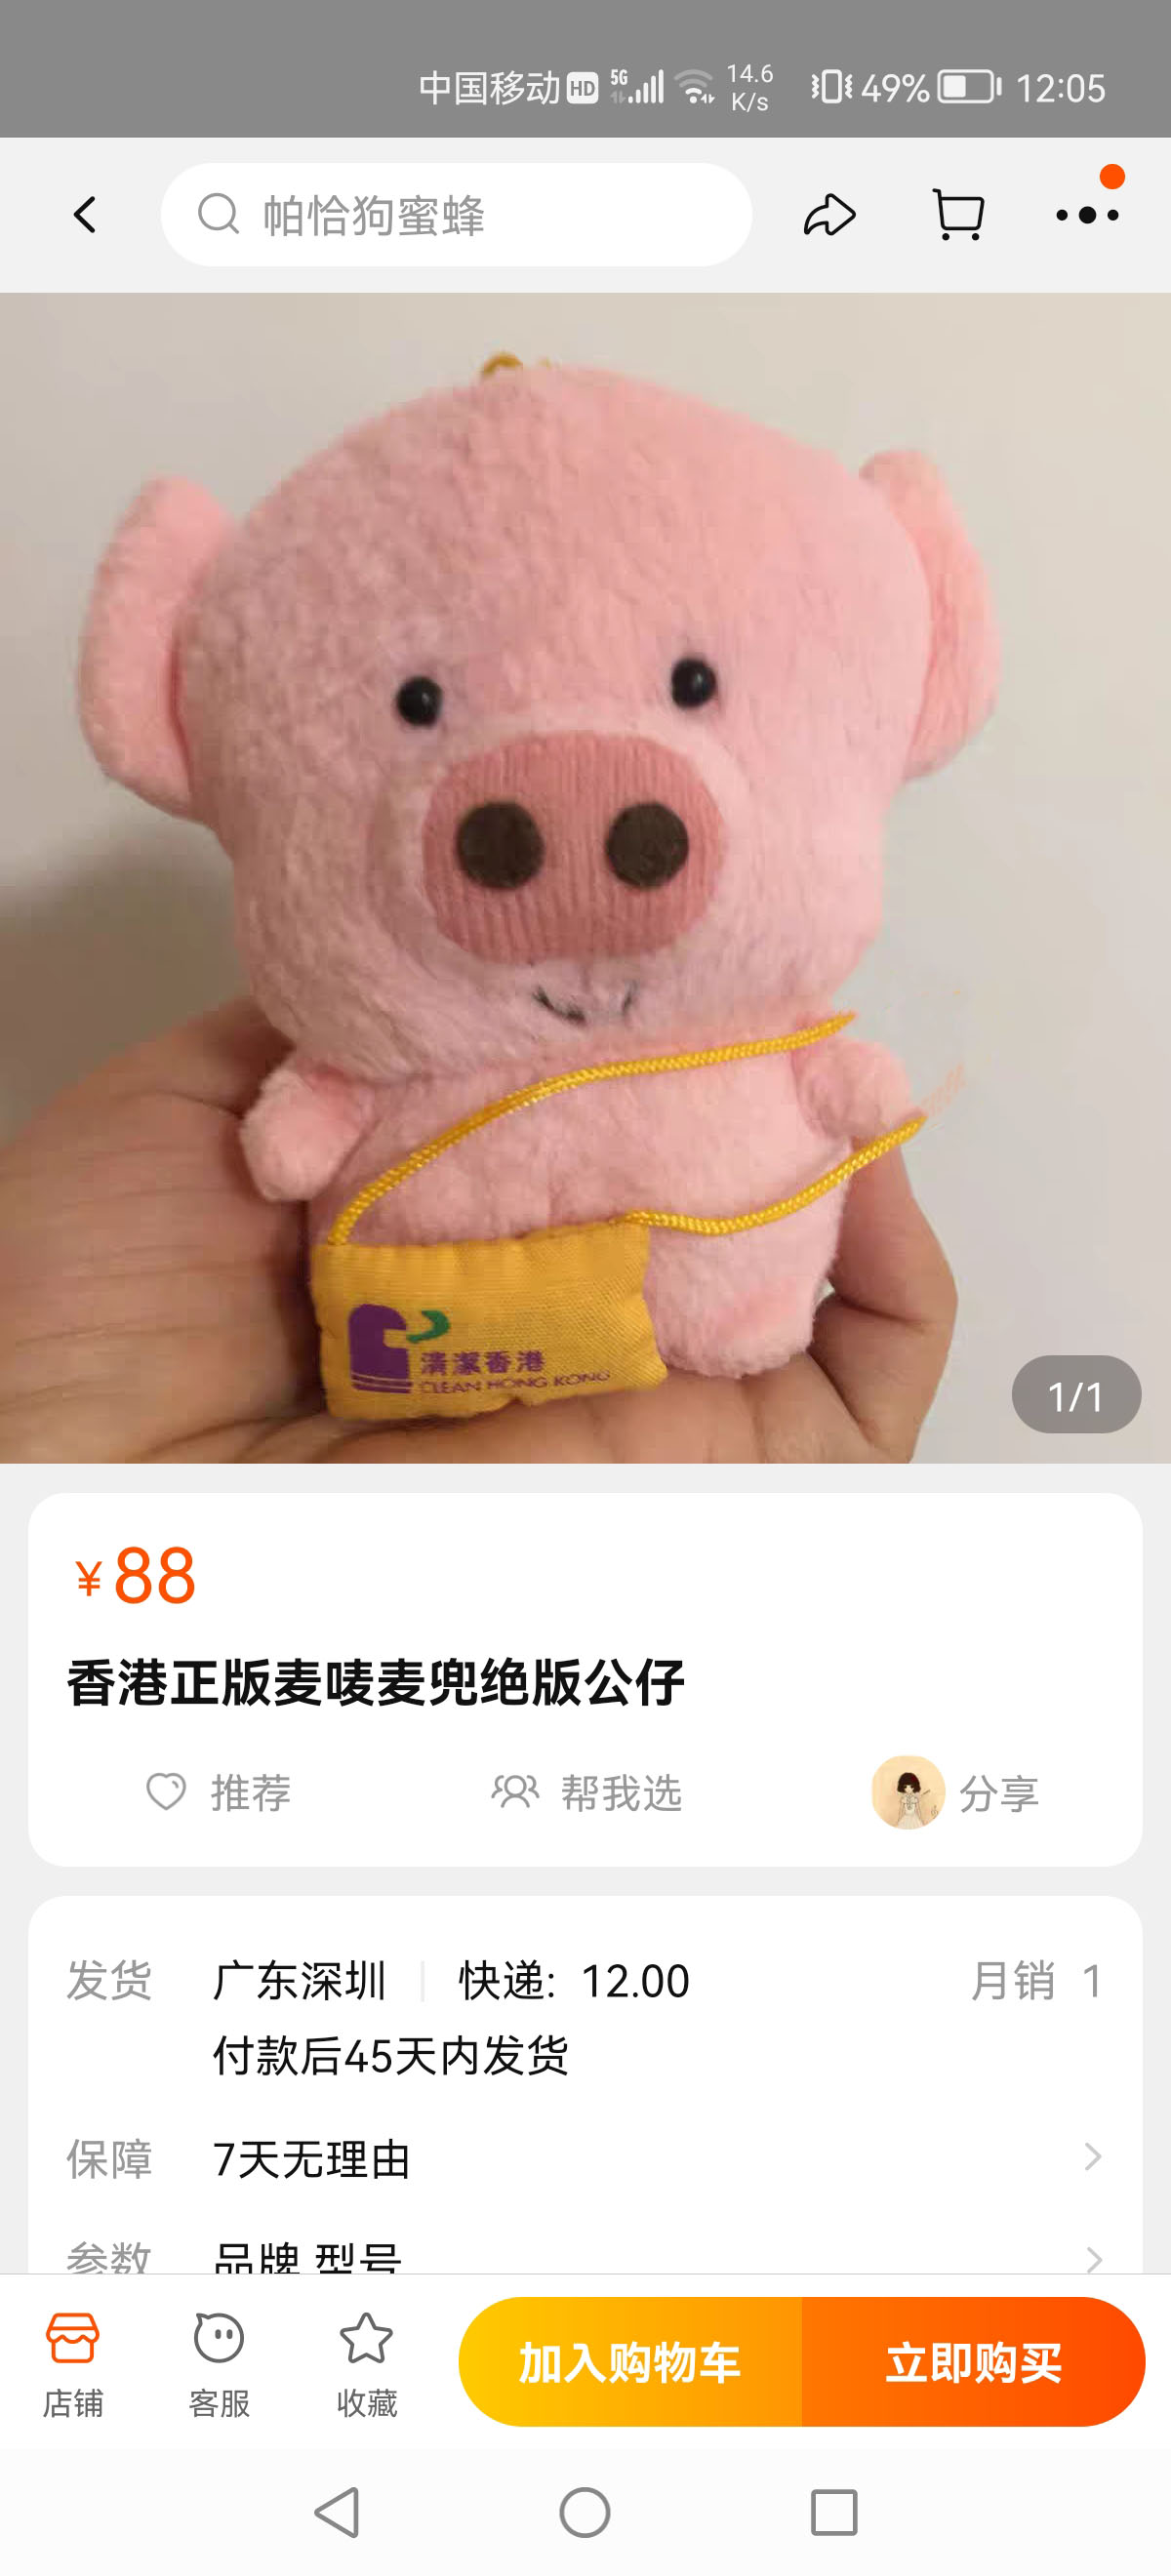 中国移动 HD 5G 14.6 K/s 49% 12:05
帕恰狗蜜蜂
清潔香港
CLEAN HONG KONG
1/1
¥88
香港正版麦唛麦兜绝版公仔
推荐 帮我选 分享
发货 广东深圳 快递: 12.00 月销 1
付款后45天内发货
保障 7天无理由
参数 品牌 型号
店铺 客服 收藏 加入购物车 立即购买